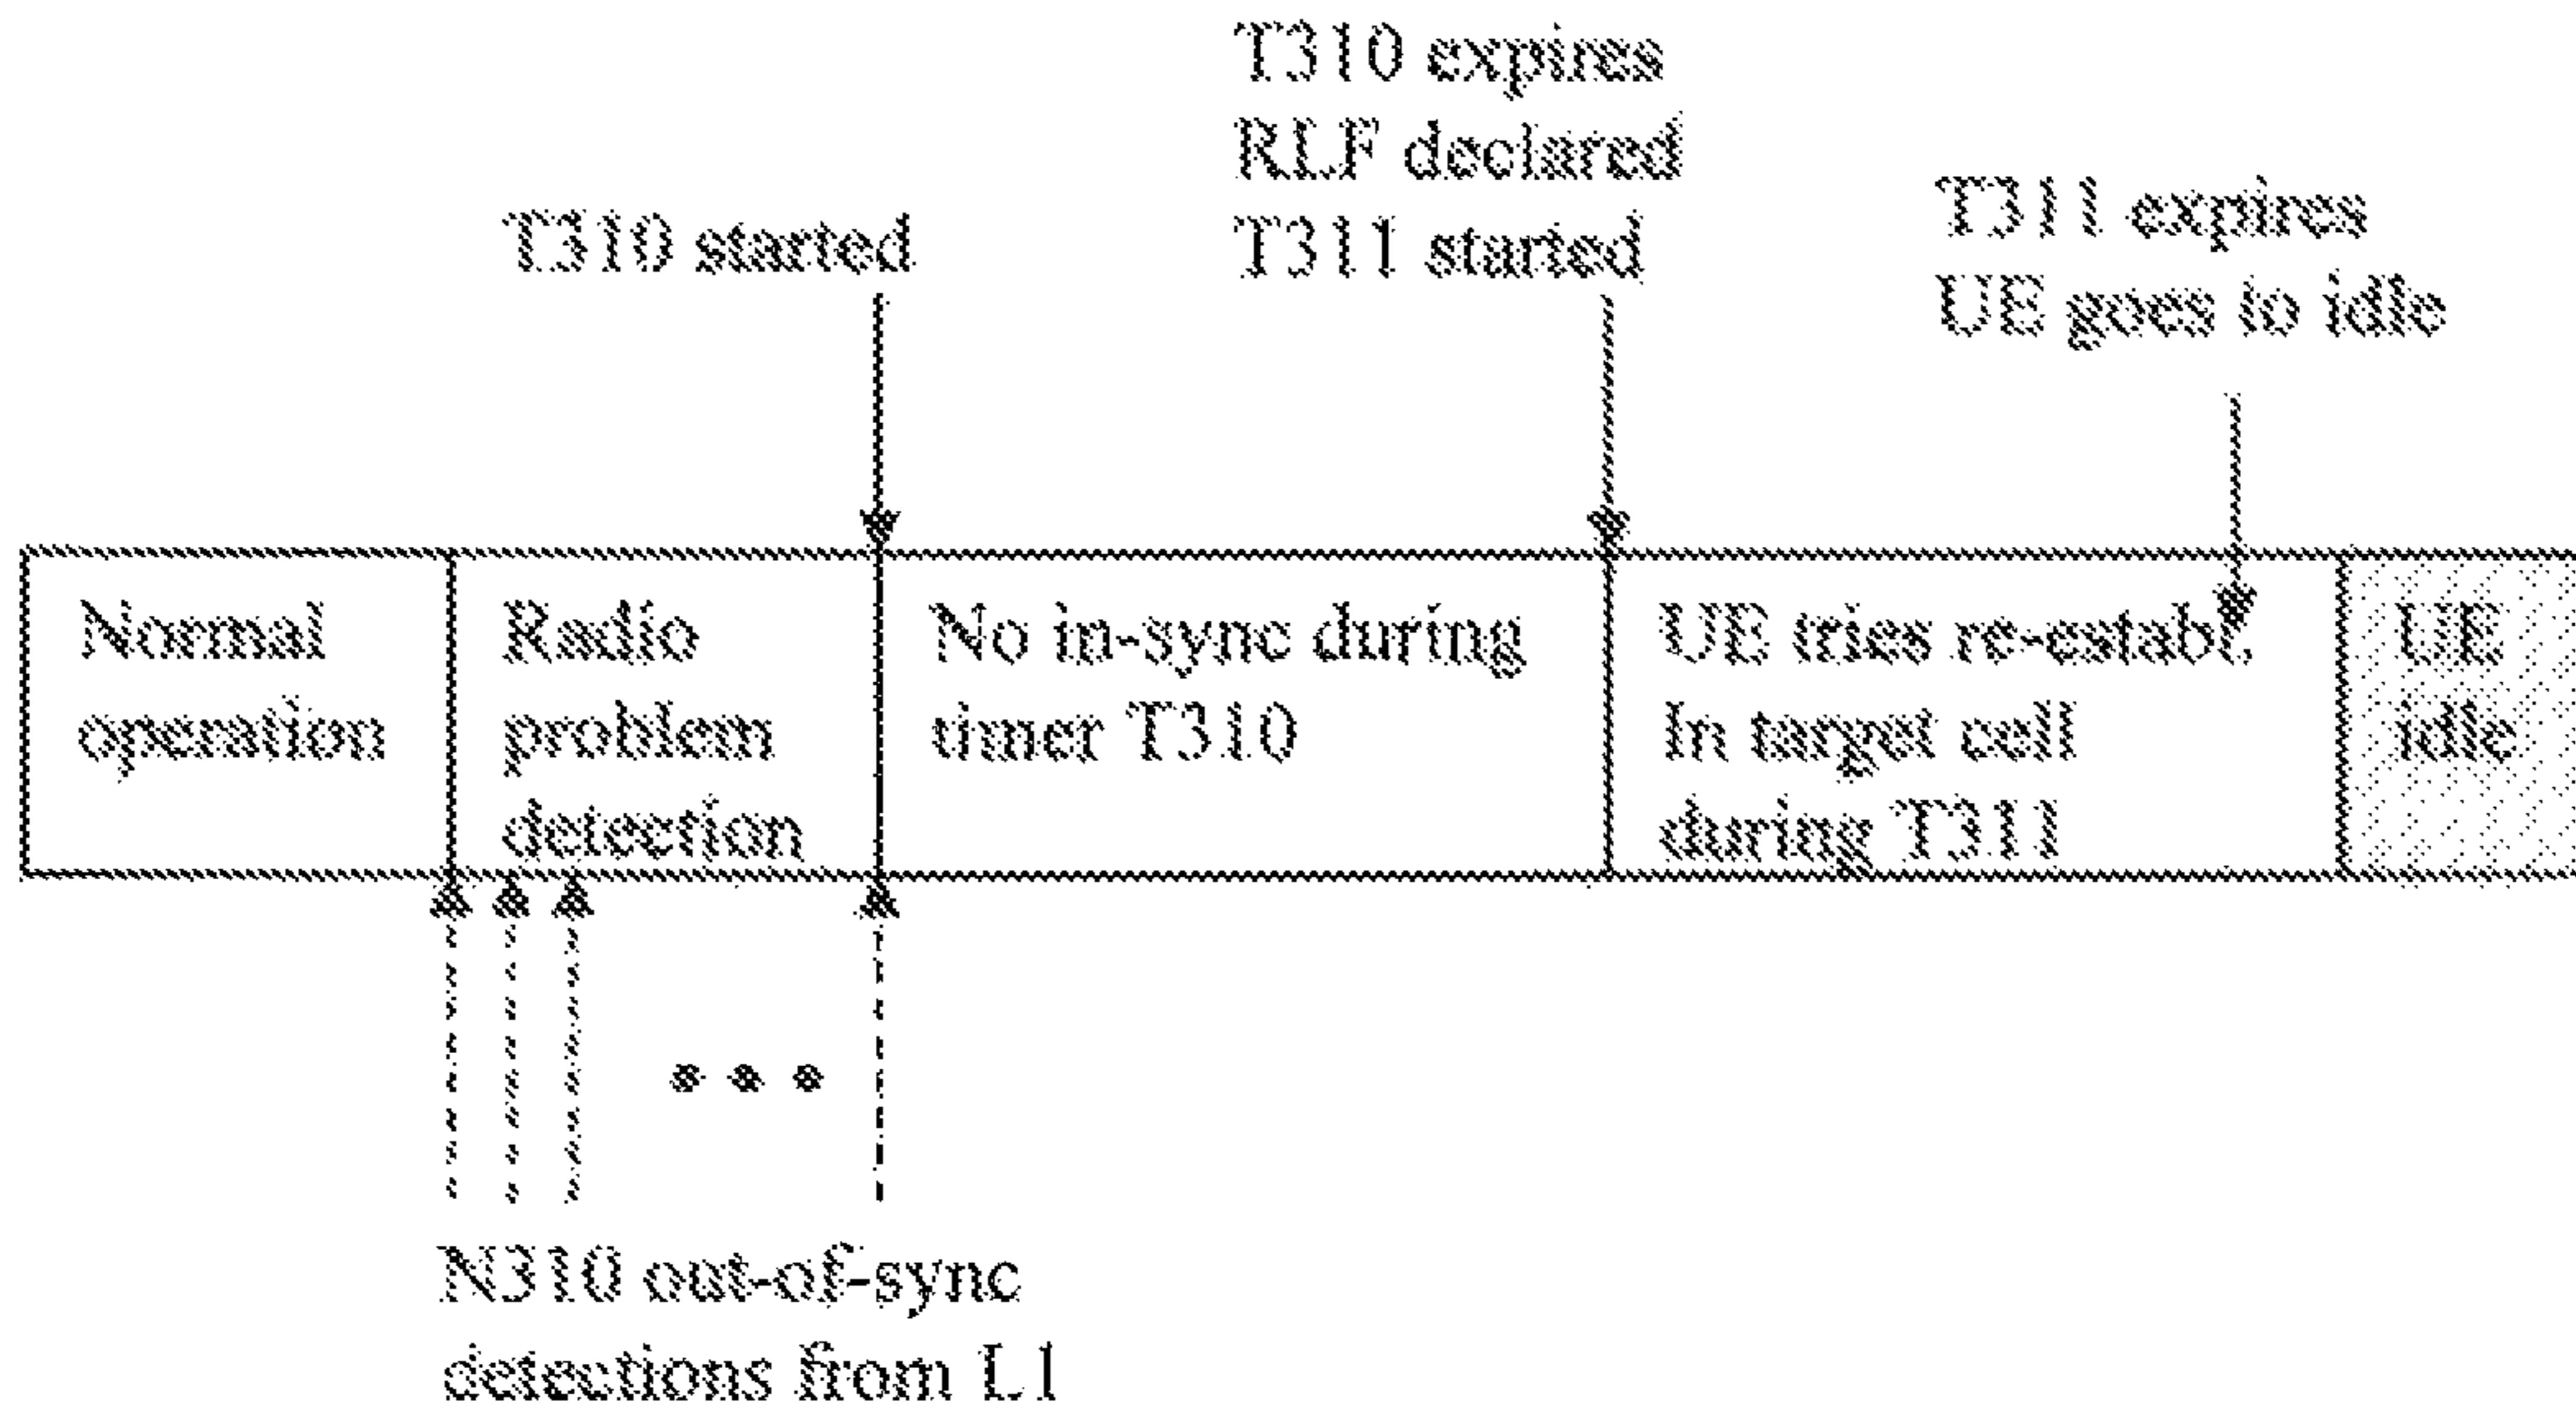 T310 expires
RLF declared
T311 started
T311 expires
UE goes to idle
T310 started
Normal
operation
Radio
problem
detection
No in-sync during
timer T310
UE tries re-establ.
In target cell
during T311
UE
idle
N310 out-of-sync
detections from L1